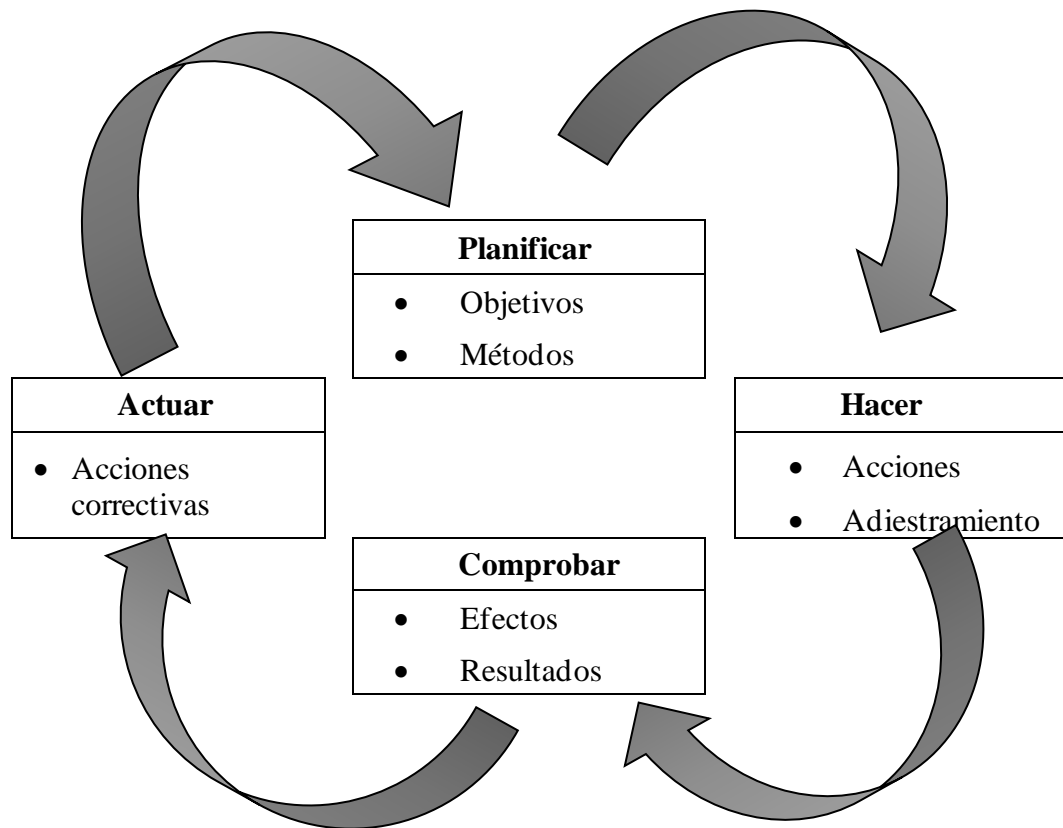 Planificar
• Objetivos
• Métodos
Hacer
• Acciones
• Adiestramiento
Comprobar
• Efectos
• Resultados
Actuar
• Acciones
correctivas